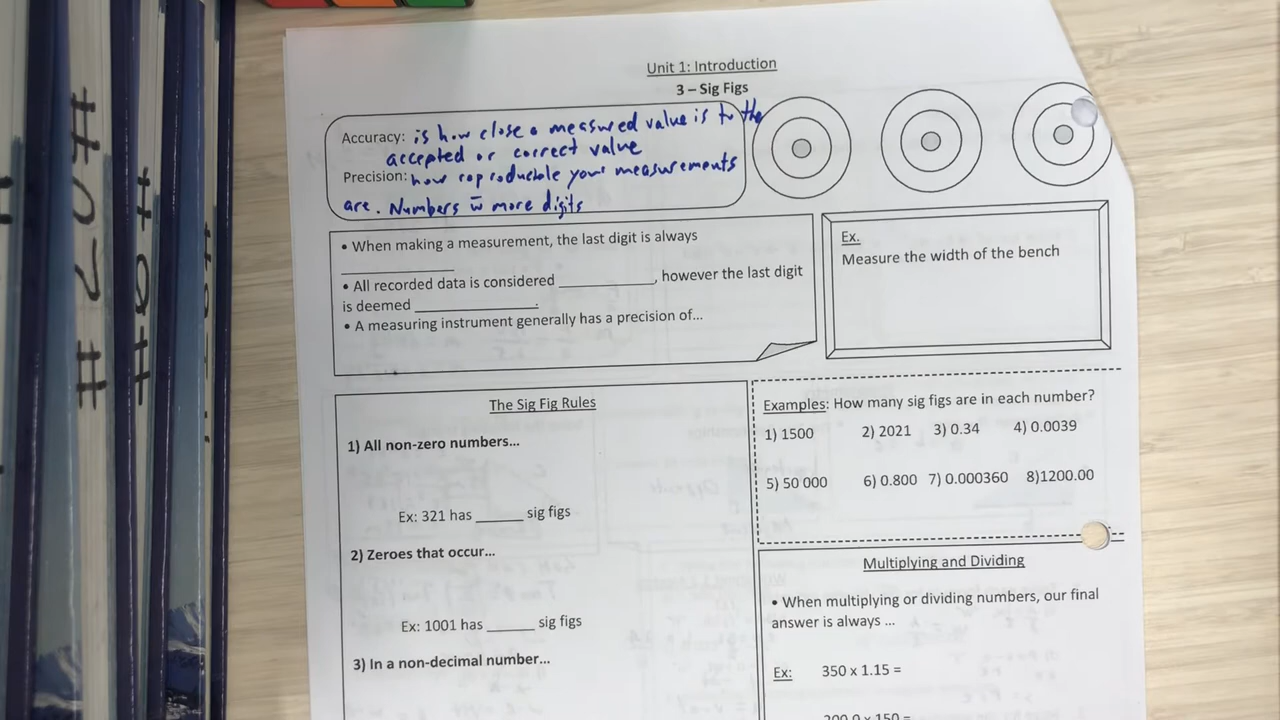 Unit 1: Introduction
3 – Sig Figs
Accuracy: is how close a measured value is to the
accepted or correct value
Precision: how reproducible your measurements
are. Numbers w̄ more digits
• When making a measurement, the last digit is always
____________
• All recorded data is considered ____________, however the last digit
is deemed ______________.
• A measuring instrument generally has a precision of...
Ex.
Measure the width of the bench
The Sig Fig Rules
1) All non-zero numbers...
Ex: 321 has ______ sig figs
2) Zeroes that occur...
Ex: 1001 has ______ sig figs
3) In a non-decimal number...
Examples: How many sig figs are in each number?
1) 1500 2) 2021 3) 0.34 4) 0.0039
5) 50 000 6) 0.800 7) 0.000360 8)1200.00
Multiplying and Dividing
• When multiplying or dividing numbers, our final
answer is always ...
Ex: 350 x 1.15 =
200.0 x 150 =
#502#
#0H